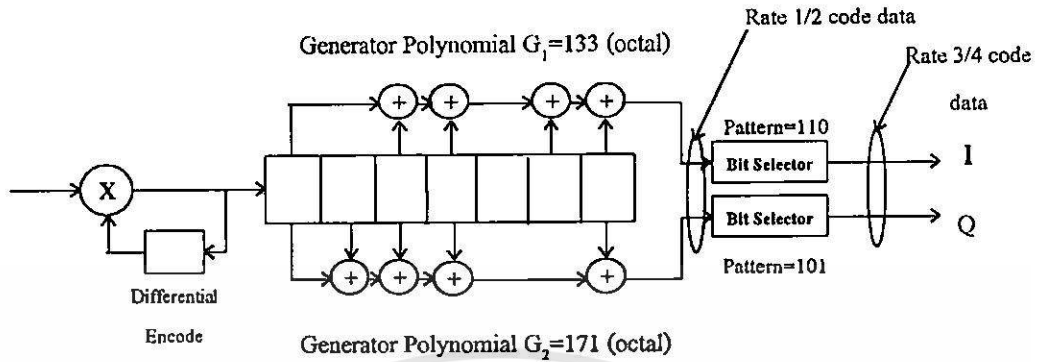 Rate 1/2 code data
Generator Polynomial G₁=133 (octal)
Rate 3/4 code
data
Pattern=110
Bit Selector
I
X
+ + + +
Bit Selector
Q
+ + + +
Pattern=101
Differential
Encode
Generator Polynomial G₂=171 (octal)